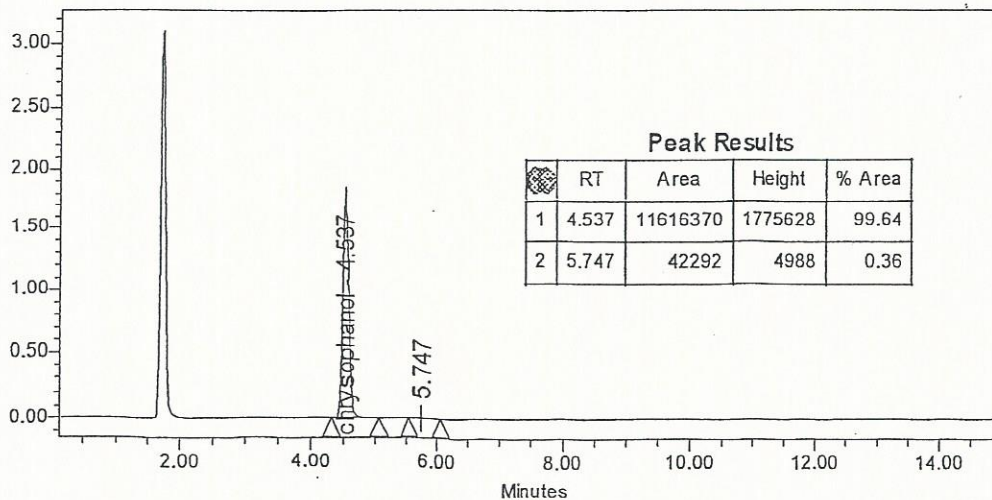 3.00
2.50
2.00
1.50
1.00
0.50
0.00
chrysophanol - 4.537
5.747
Peak Results
RT Area Height % Area
1 4.537 11616370 1775628 99.64
2 5.747 42292 4988 0.36
2.00 4.00 6.00 8.00 10.00 12.00 14.00
Minutes